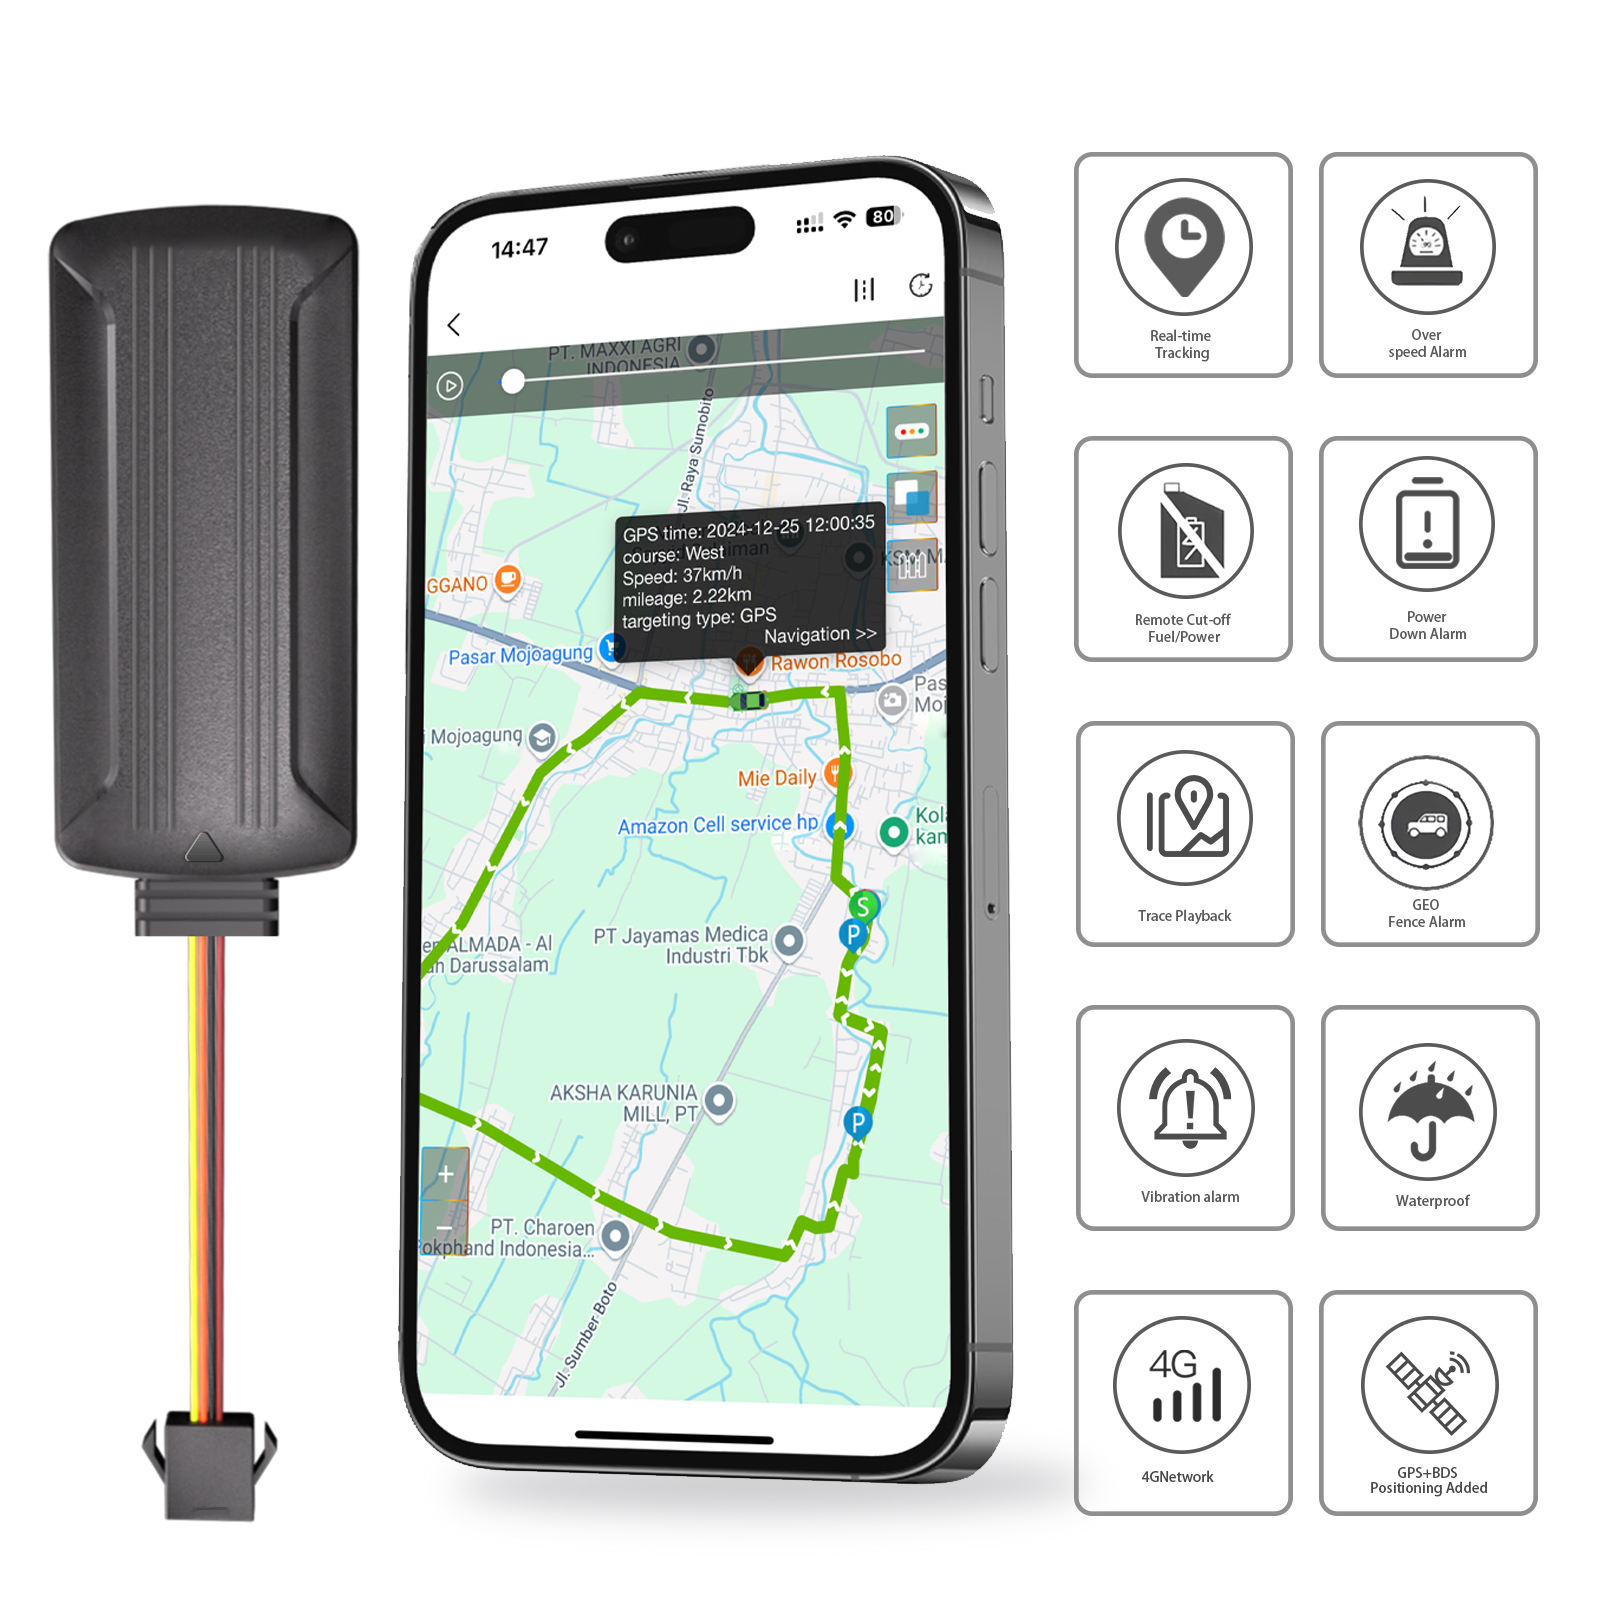 14:47
80
PT. MAXXI AGRI
INDONESIA
Jl. Raya Sumobito
GPS time: 2024-12-25 12:00:35
course: West
Speed: 37km/h
mileage: 2.22km
targeting type: GPS
Navigation >>
GGANO
Pasar Mojoagung
Rawon Rosobo
Pas
Moj
Mojoagung
Mie Daily
Amazon Cell service hp
Kola
kam
S
P
PT Jayamas Medica
Industri Tbk
ALMADA - Al
Darussalam
AKSHA KARUNIA
MILL, PT
P
+
−
PT. Charoen
okphand Indonesia...
Jl. Sumber Boto
Real-time
Tracking
Over
speed Alarm
Remote Cut-off
Fuel/Power
Power
Down Alarm
Trace Playback
GEO
Fence Alarm
Vibration alarm
Waterproof
4G
4GNetwork
GPS+BDS
Positioning Added